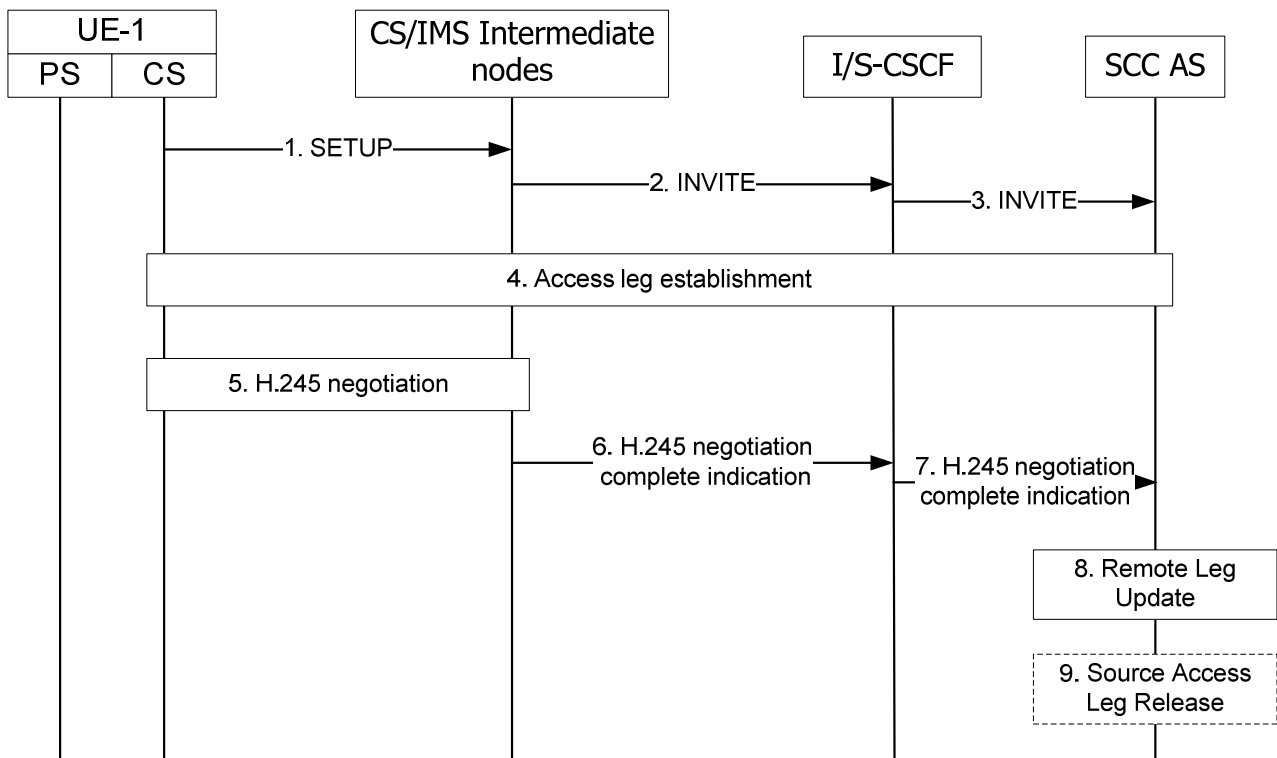 UE-1
PS
CS
CS/IMS Intermediate
nodes
I/S-CSCF
SCC AS
1. SETUP
2. INVITE
3. INVITE
4. Access leg establishment
5. H.245 negotiation
6. H.245 negotiation
complete indication
7. H.245 negotiation
complete indication
8. Remote Leg
Update
9. Source Access
Leg Release